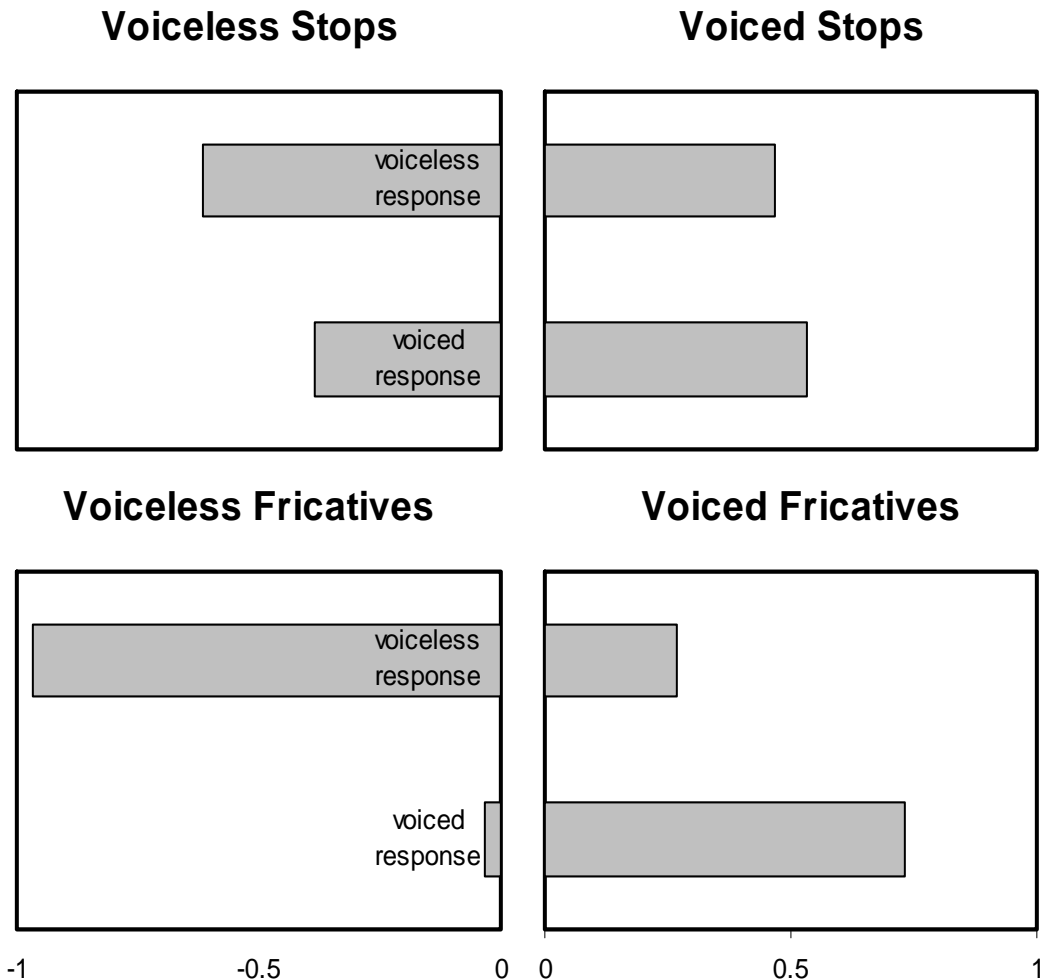 Voiceless Stops
Voiced Stops
voiceless
response
voiced
response
Voiceless Fricatives
Voiced Fricatives
voiceless
response
voiced
response
-1 -0.5 0
0 0.5 1